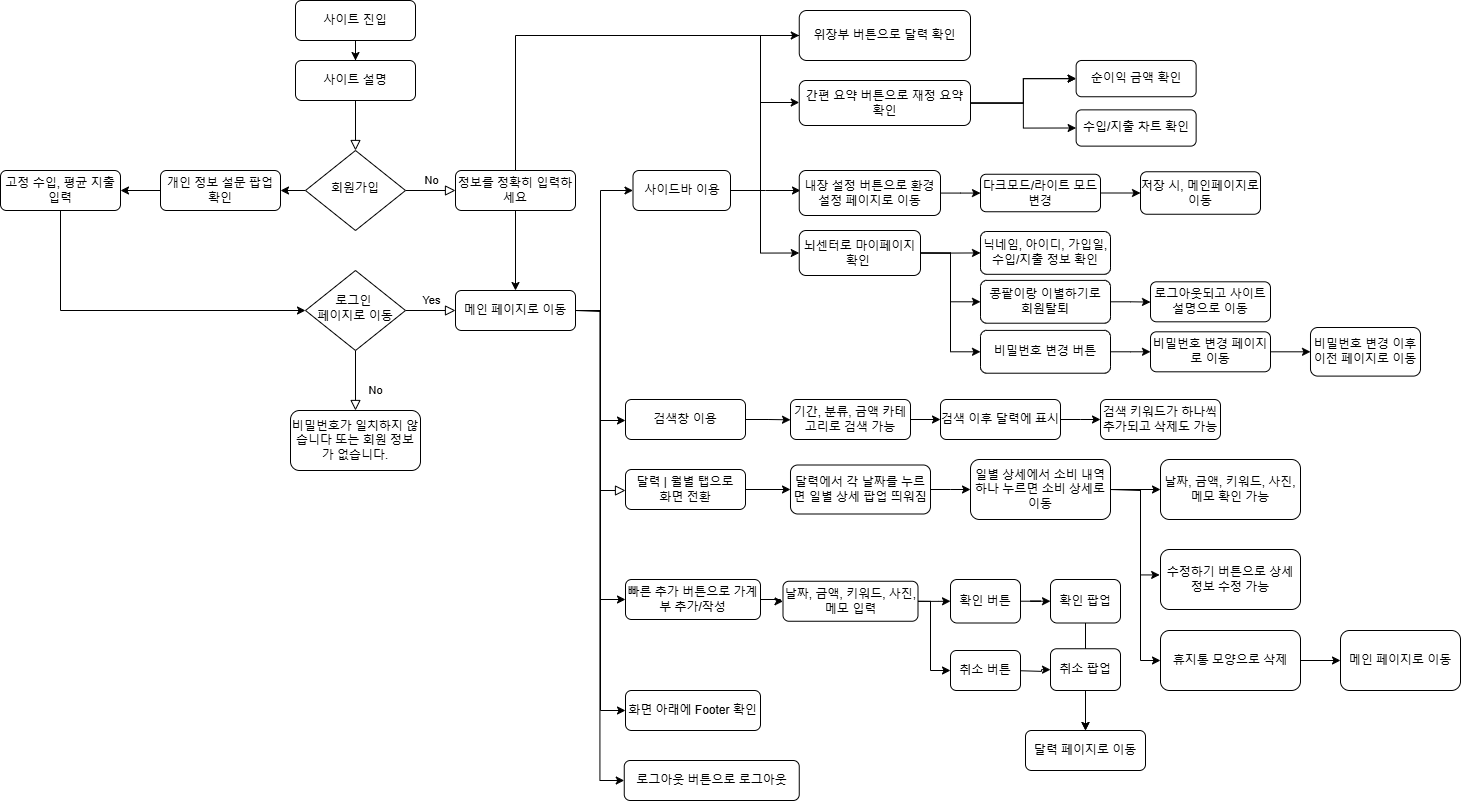 사이트 진입
사이트 설명
회원가입
No
정보를 정확히 입력하
세요
개인 정보 설문 팝업
확인
고정 수입, 평균 지출
입력
로그인
페이지로 이동
Yes
메인 페이지로 이동
No
비밀번호가 일치하지 않
습니다 또는 회원 정보
가 없습니다.
사이드바 이용
위장부 버튼으로 달력 확인
간편 요약 버튼으로 재정 요약
확인
순이익 금액 확인
수입/지출 차트 확인
내장 설정 버튼으로 환경
설정 페이지로 이동
다크모드/라이트 모드
변경
저장 시, 메인페이지로
이동
뇌센터로 마이페이지
확인
닉네임, 아이디, 가입일,
수입/지출 정보 확인
콩팥이랑 이별하기로
회원탈퇴
로그아웃되고 사이트
설명으로 이동
비밀번호 변경 버튼
비밀번호 변경 페이지
로 이동
비밀번호 변경 이후
이전 페이지로 이동
검색창 이용
기간, 분류, 금액 카테
고리로 검색 가능
검색 이후 달력에 표시
검색 키워드가 하나씩
추가되고 삭제도 가능
달력 | 월별 탭으로
화면 전환
달력에서 각 날짜를 누르
면 일별 상세 팝업 띄워짐
일별 상세에서 소비 내역
하나 누르면 소비 상세로
이동
날짜, 금액, 키워드, 사진,
메모 확인 가능
수정하기 버튼으로 상세
정보 수정 가능
휴지통 모양으로 삭제
메인 페이지로 이동
빠른 추가 버튼으로 가계
부 추가/작성
날짜, 금액, 키워드, 사진,
메모 입력
확인 버튼
확인 팝업
취소 버튼
취소 팝업
달력 페이지로 이동
화면 아래에 Footer 확인
로그아웃 버튼으로 로그아웃